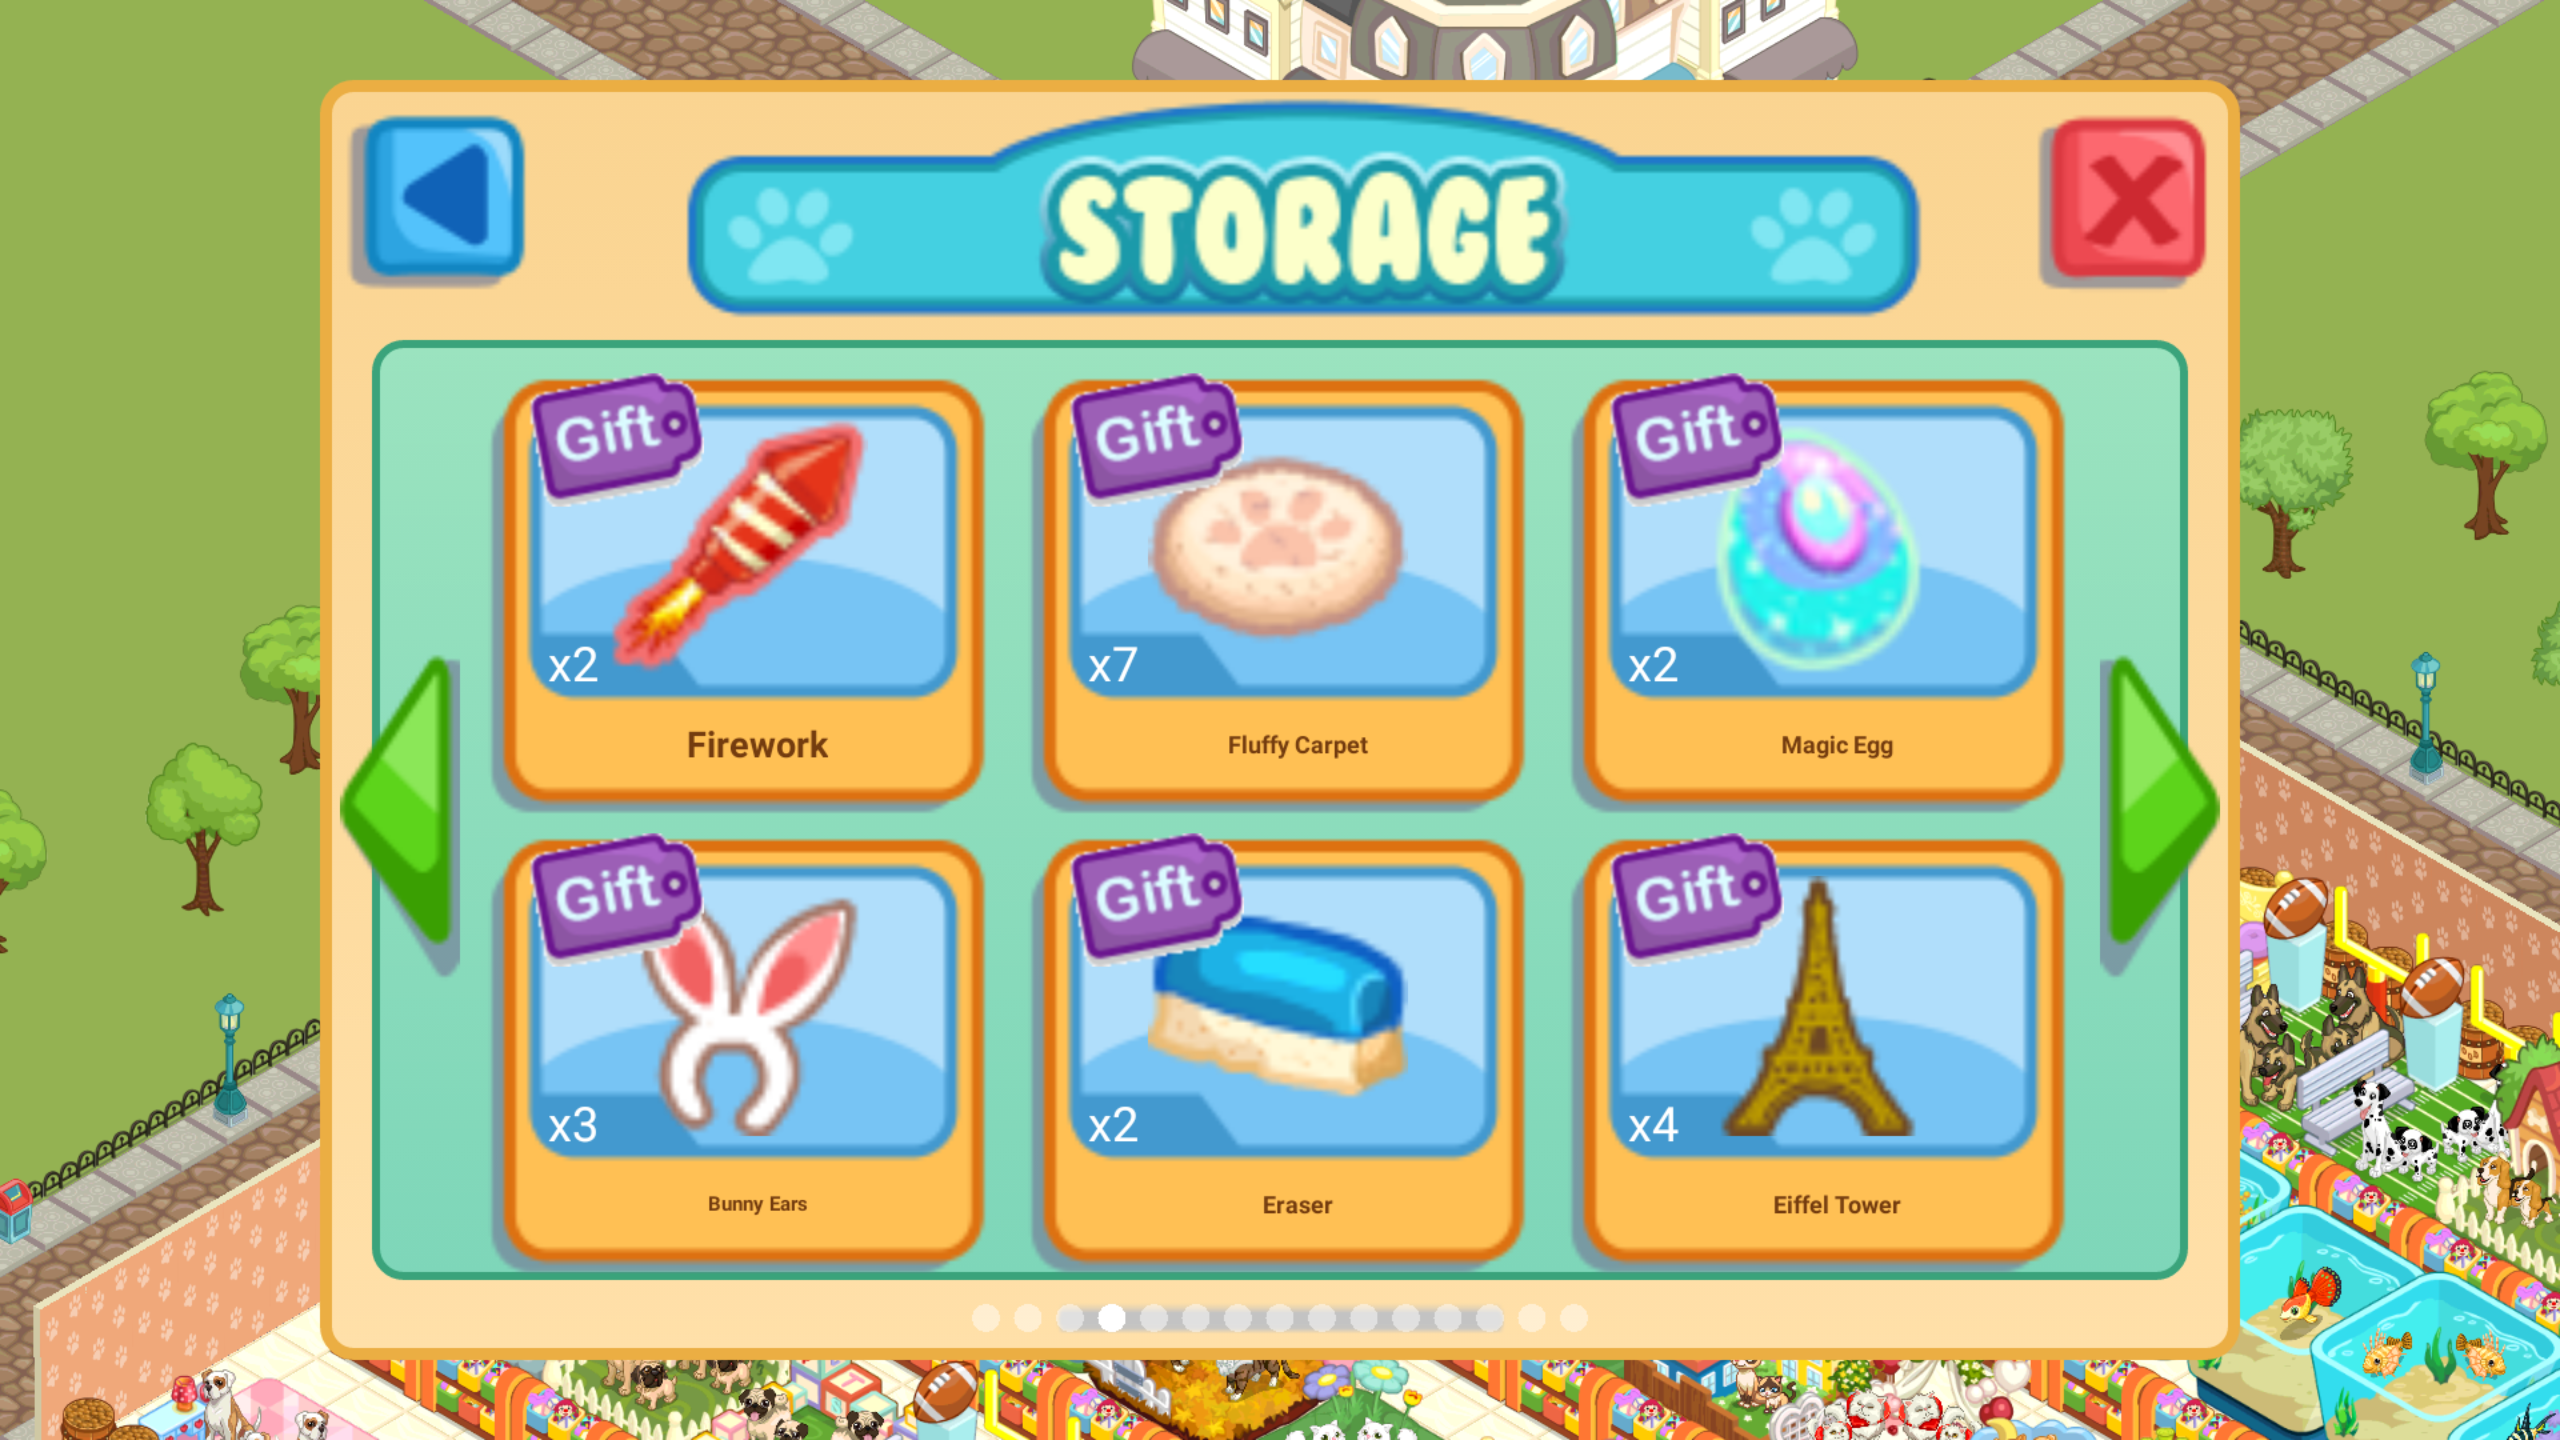 STORAGE
Gift
x2
Firework
Gift
x7
Fluffy Carpet
Gift
x2
Magic Egg
Gift
x3
Bunny Ears
Gift
x2
Eraser
Gift
x4
Eiffel Tower